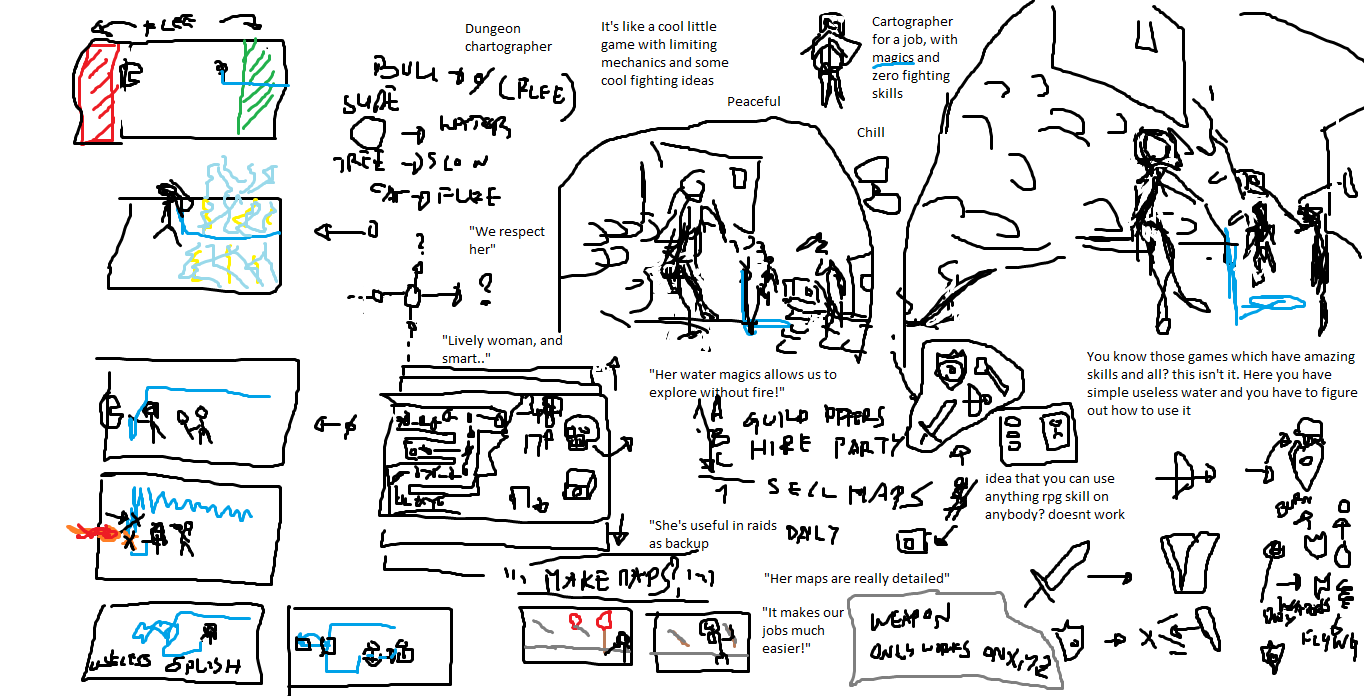 FLEE
Dungeon
chartographer
It's like a cool little
game with limiting
mechanics and some
cool fighting ideas
Cartographer
for a job, with
magics and
zero fighting
skills
BULL
(FLEE)
Peaceful
Chill
WATER
TREE
"We respect
her"
?
?
"Lively woman, and
smart.."
"Her water magics allows us to
explore without fire!"
You know those games which have amazing
skills and all? this isn't it. Here you have
simple useless water and you have to figure
out how to use it
A
B
C
GUILD OFFERS
HIRE PARTY
1
SELL MAPS
DAILY
idea that you can use
anything rpg skill on
anybody? doesnt work
BURN
"She's useful in raids
as backup
MAKE MAPS!
"Her maps are really detailed"
"It makes our
jobs much
easier!"
WEAPON
ONLY WORKS ON X,Y,Z
ONLY
WIZARDS
FLYING
USELESS SPLISH